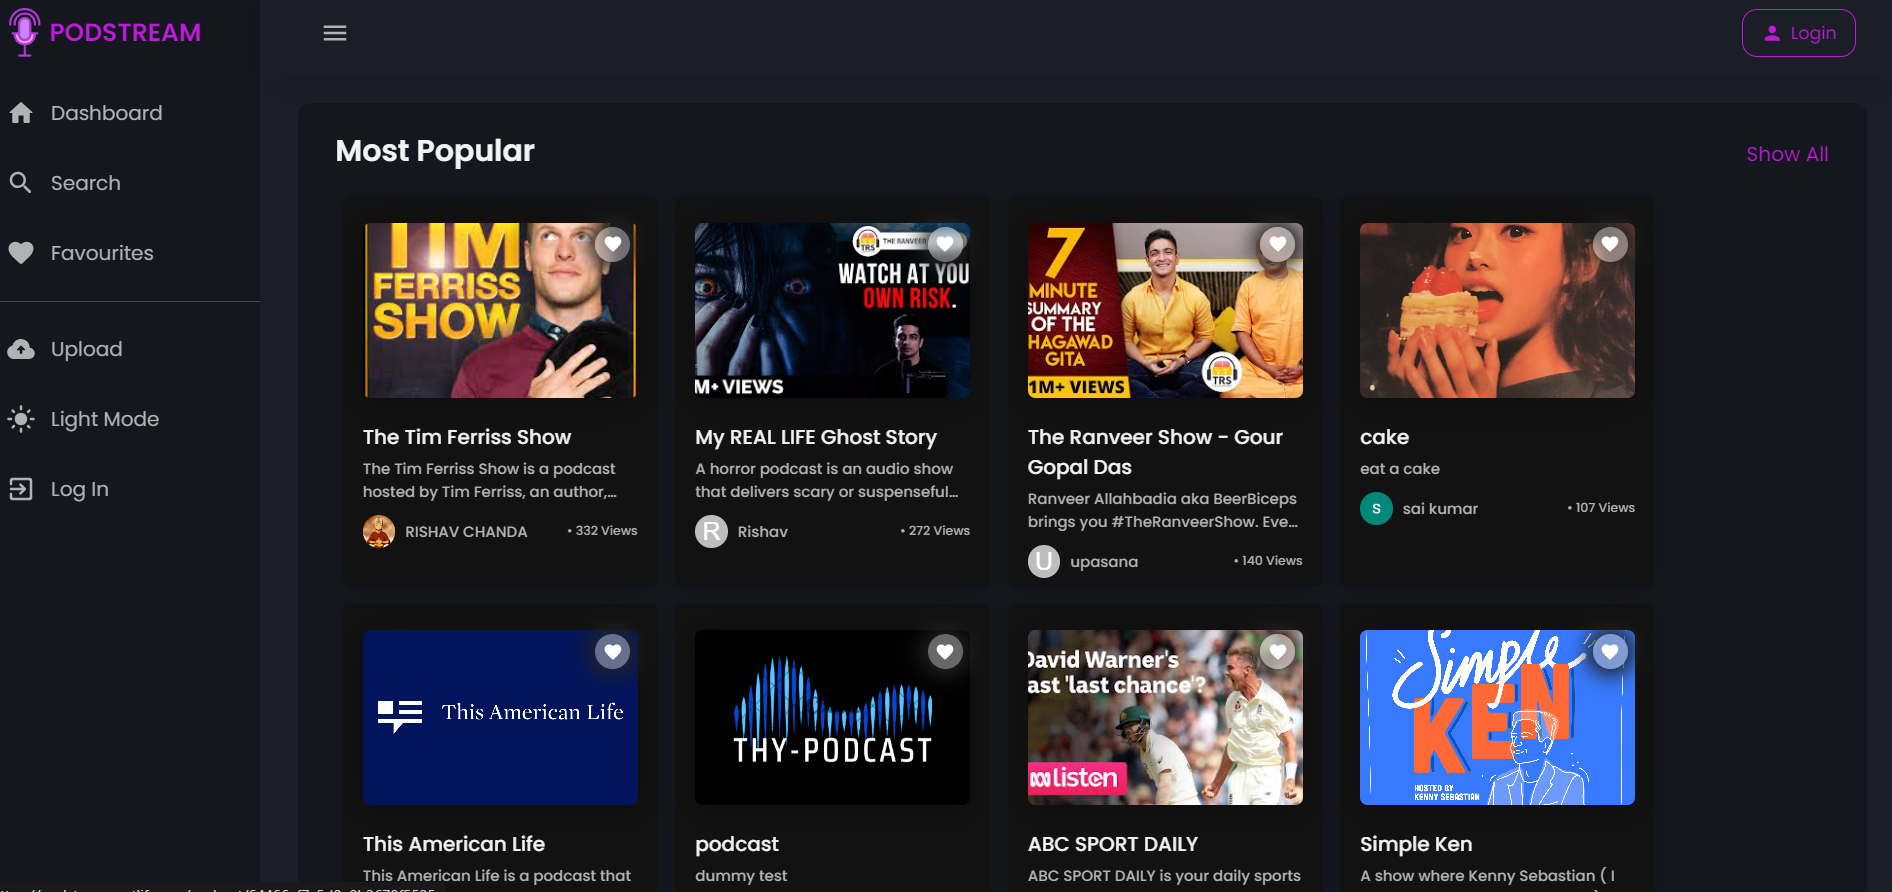 PODSTREAM
Login
Dashboard
Search
Favourites
Upload
Light Mode
Log In
Most Popular
Show All
TIM
FERRISS
SHOW
The Tim Ferriss Show
The Tim Ferriss Show is a podcast
hosted by Tim Ferriss, an author,...
RISHAV CHANDA
• 332 Views
THE RANVEER
TRS
WATCH AT YOU
OWN RISK.
M+ VIEWS
My REAL LIFE Ghost Story
A horror podcast is an audio show
that delivers scary or suspenseful...
R
Rishav
• 272 Views
7
MINUTE
SUMMARY
OF THE
HAGAWAD
GITA
1M+ VIEWS
TRS
The Ranveer Show - Gour
Gopal Das
Ranveer Allahbadia aka BeerBiceps
brings you #TheRanveerShow. Eve...
U
upasana
• 140 Views
cake
eat a cake
S
sai kumar
• 107 Views
This American Life
This American Life
This American Life is a podcast that
THY-PODCAST
podcast
dummy test
David Warner's
ast 'last chance'?
listen
ABC SPORT DAILY
ABC SPORT DAILY is your daily sports
Simple
KEN
HOSTED BY
KENNY SEBASTIAN
Simple Ken
A show where Kenny Sebastian ( I